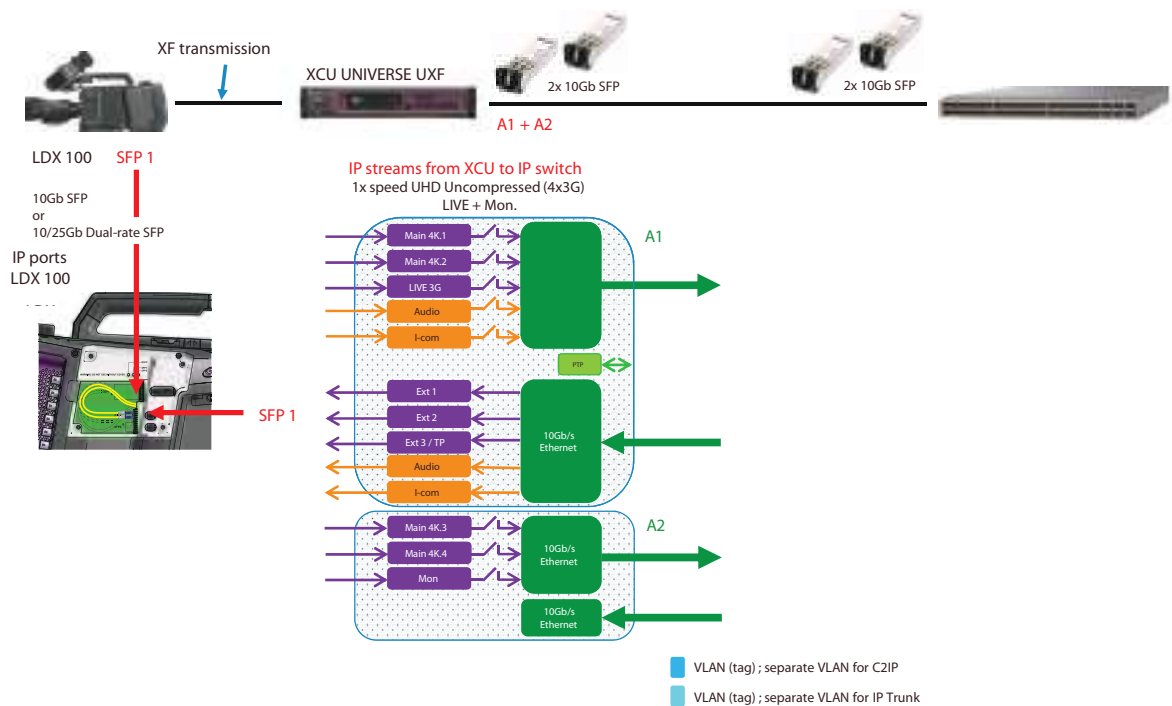 XF transmission
XCU UNIVERSE UXF
2x 10Gb SFP
2x 10Gb SFP
A1 + A2
LDX 100
SFP 1
10Gb SFP
or
10/25Gb Dual-rate SFP
IP ports
LDX 100
SFP 1
IP streams from XCU to IP switch
1x speed UHD Uncompressed (4x3G)
LIVE + Mon.
A1
Main 4K.1
Main 4K.2
LIVE 3G
Audio
I-com
PTP
Ext 1
Ext 2
Ext 3 / TP
Audio
I-com
10Gb/s
Ethernet
A2
Main 4K.3
Main 4K.4
Mon
10Gb/s
Ethernet
10Gb/s
Ethernet
VLAN (tag) ; separate VLAN for C2IP
VLAN (tag) ; separate VLAN for IP Trunk